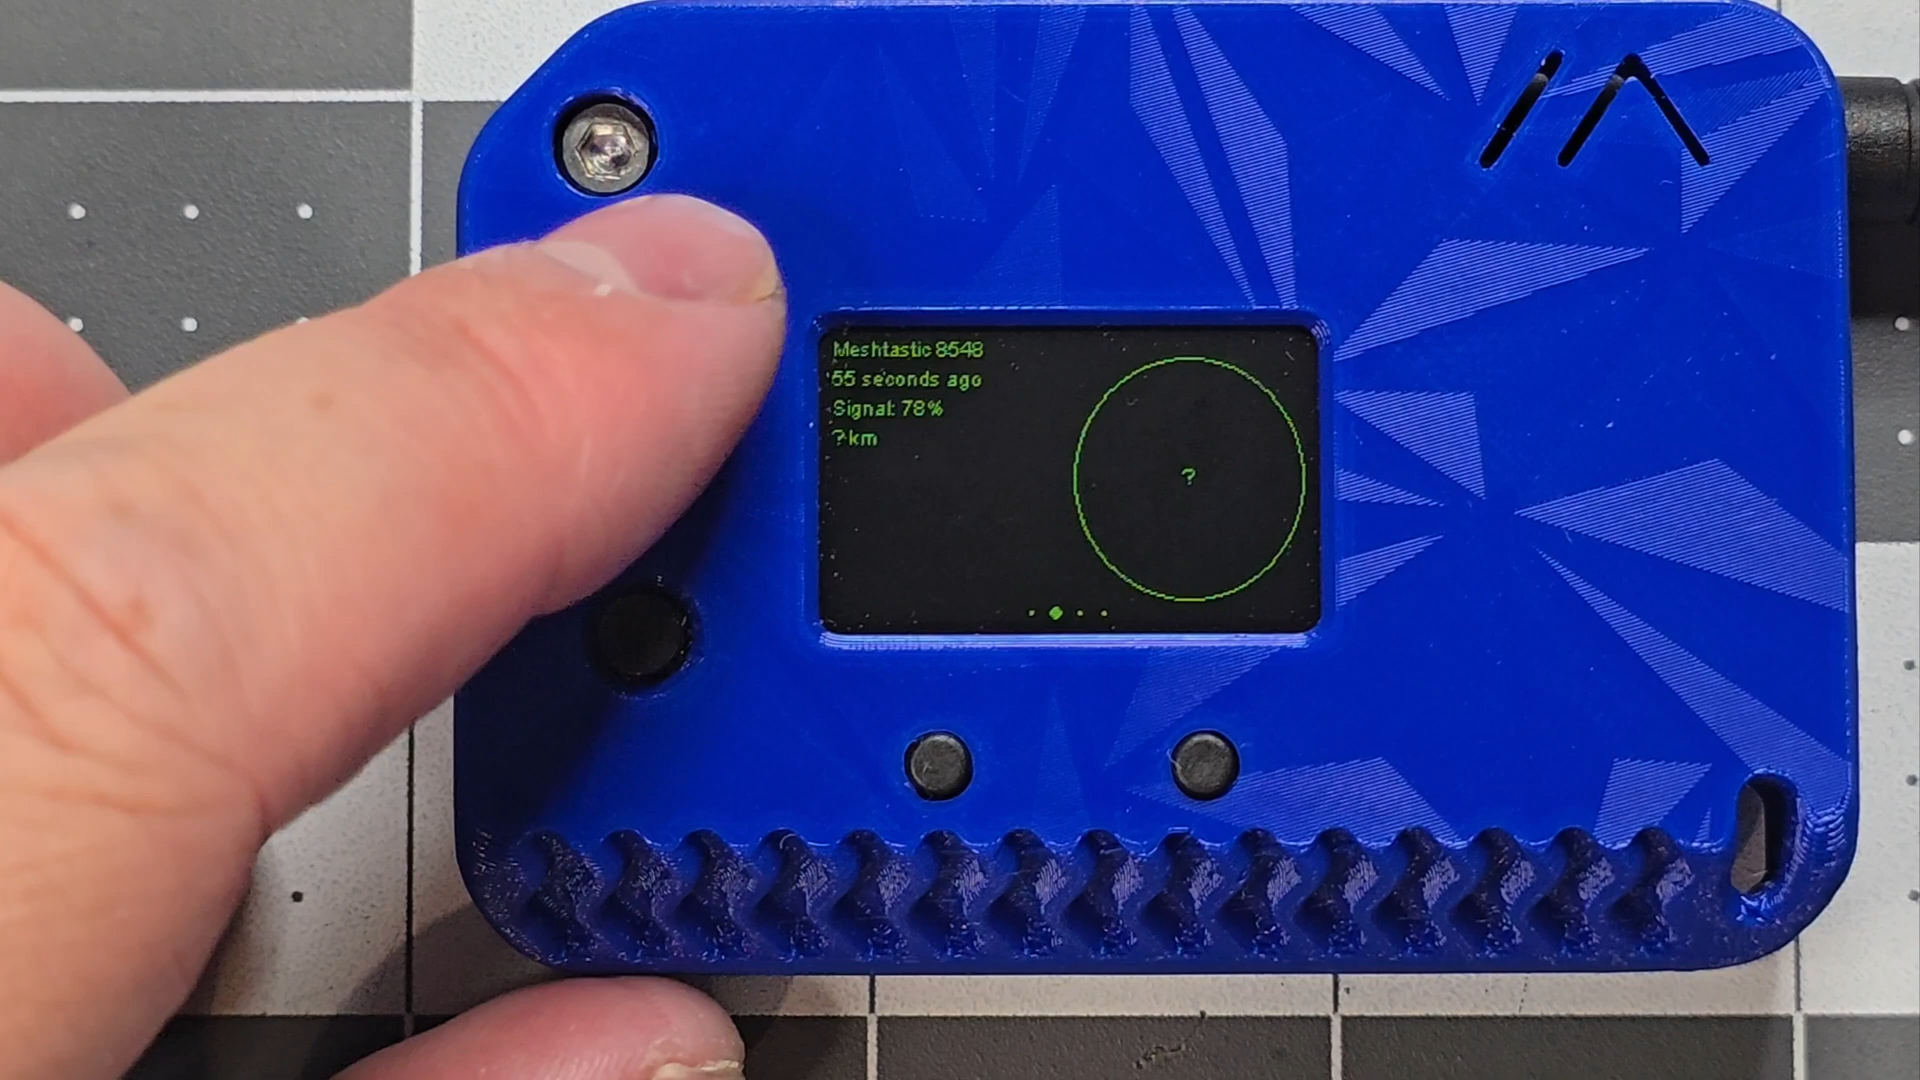 Meshtastic 8548
55 seconds ago
Signal: 78%
? km
?